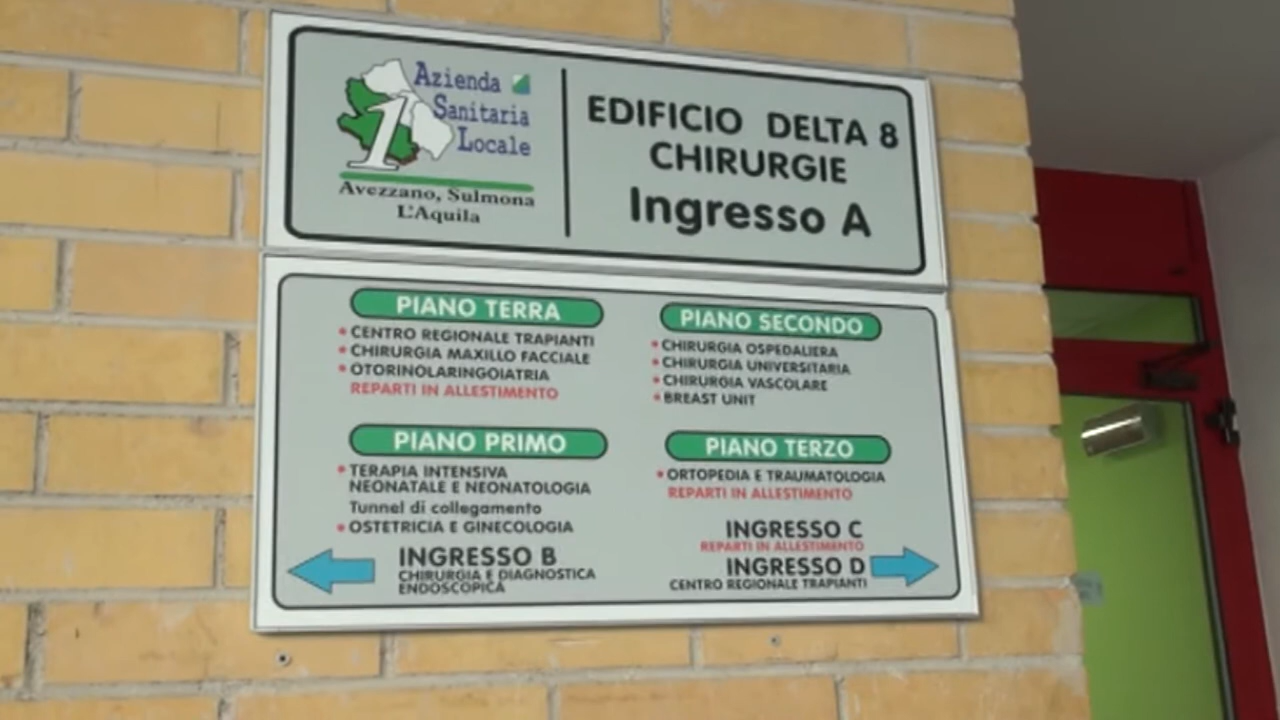 Azienda
Sanitaria
Locale
1
Avezzano, Sulmona
L'Aquila
EDIFICIO DELTA 8
CHIRURGIE
Ingresso A
PIANO TERRA
CENTRO REGIONALE TRAPIANTI
CHIRURGIA MAXILLO FACCIALE
OTORINOLARINGOIATRIA
REPARTI IN ALLESTIMENTO
PIANO SECONDO
CHIRURGIA OSPEDALIERA
CHIRURGIA UNIVERSITARIA
CHIRURGIA VASCOLARE
BREAST UNIT
PIANO PRIMO
TERAPIA INTENSIVA
NEONATALE E NEONATOLOGIA
Tunnel di collegamento
OSTETRICIA E GINECOLOGIA
PIANO TERZO
ORTOPEDIA E TRAUMATOLOGIA
REPARTI IN ALLESTIMENTO
INGRESSO B
CHIRURGIA E DIAGNOSTICA
ENDOSCOPICA
INGRESSO C
REPARTI IN ALLESTIMENTO
INGRESSO D
CENTRO REGIONALE TRAPIANTI